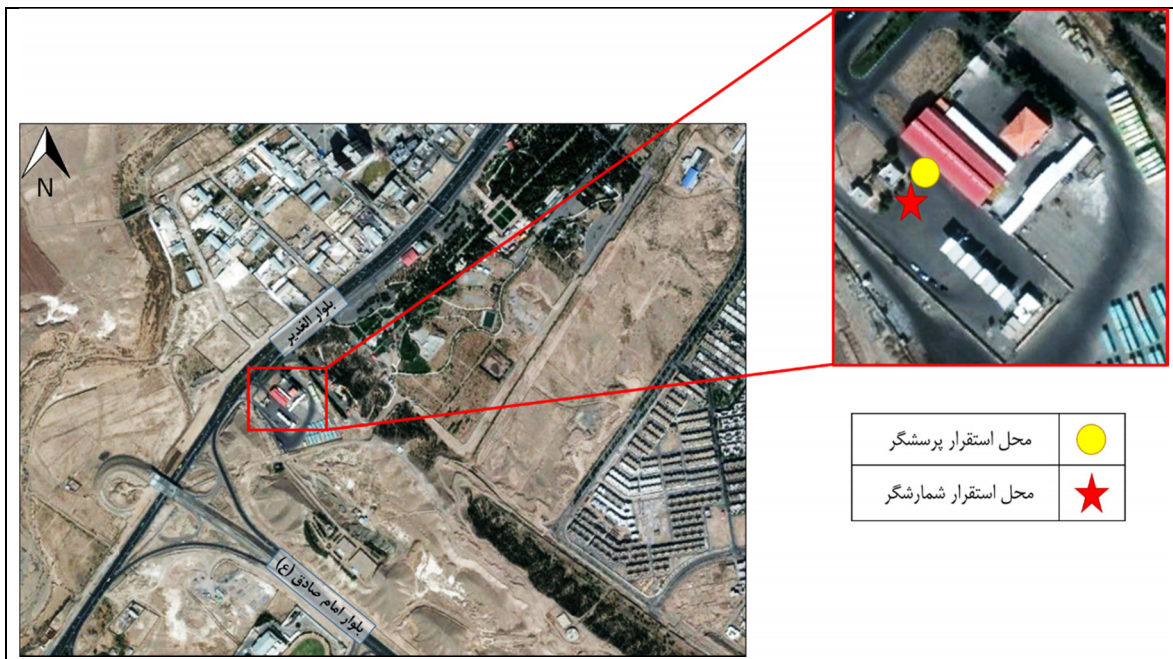 N
بلوار الغدیر
بلوار امام صادق (ع)
محل استقرار پرسشگر
محل استقرار شمارشگر